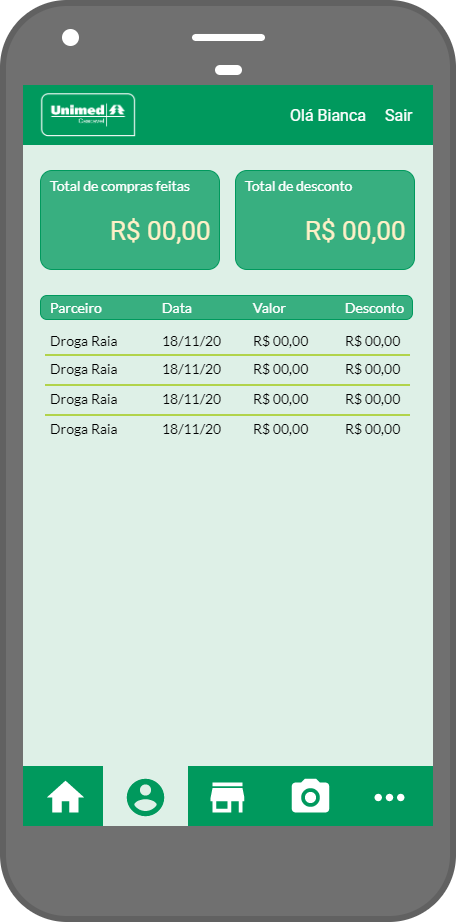 Unimed
Olá Bianca Sair
Total de compras feitas Total de desconto
R$ 00,00 R$ 00,00
Parceiro Data Valor Desconto
Droga Raia 18/11/20 R$ 00,00 R$ 00,00
Droga Raia 18/11/20 R$ 00,00 R$ 00,00
Droga Raia 18/11/20 R$ 00,00 R$ 00,00
Droga Raia 18/11/20 R$ 00,00 R$ 00,00